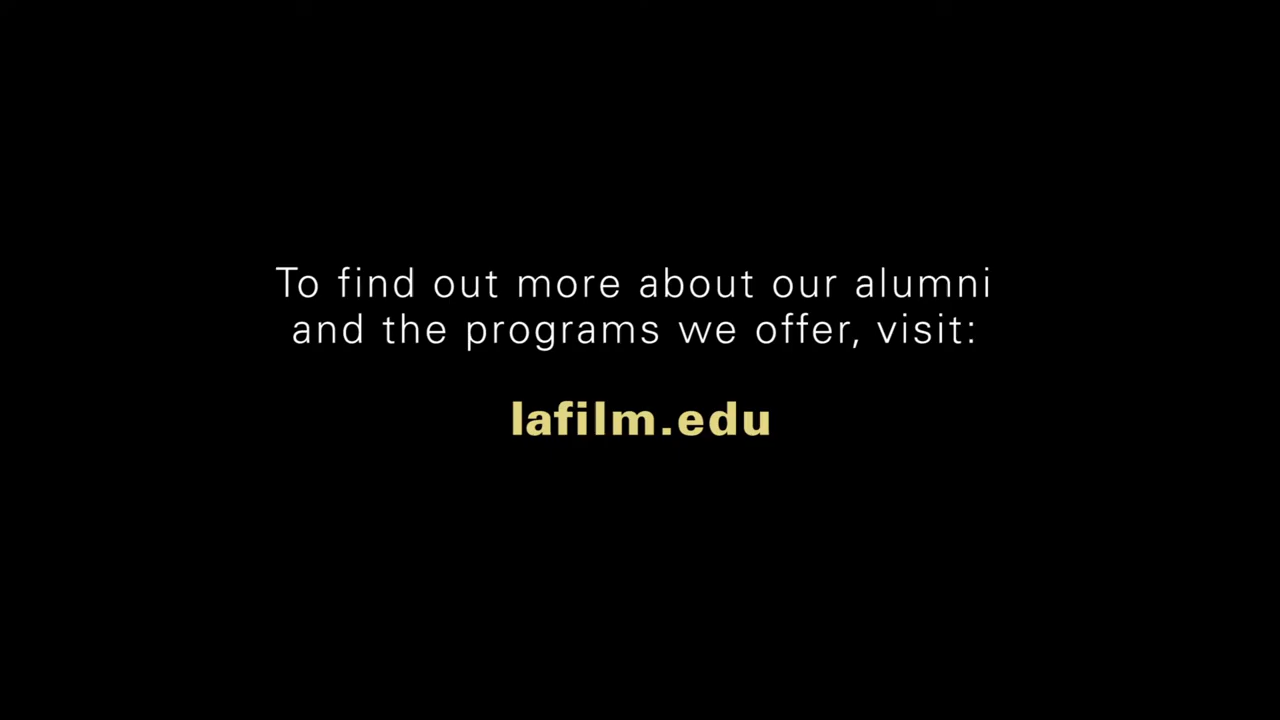 To find out more about our alumni
and the programs we offer, visit:
lafilm.edu